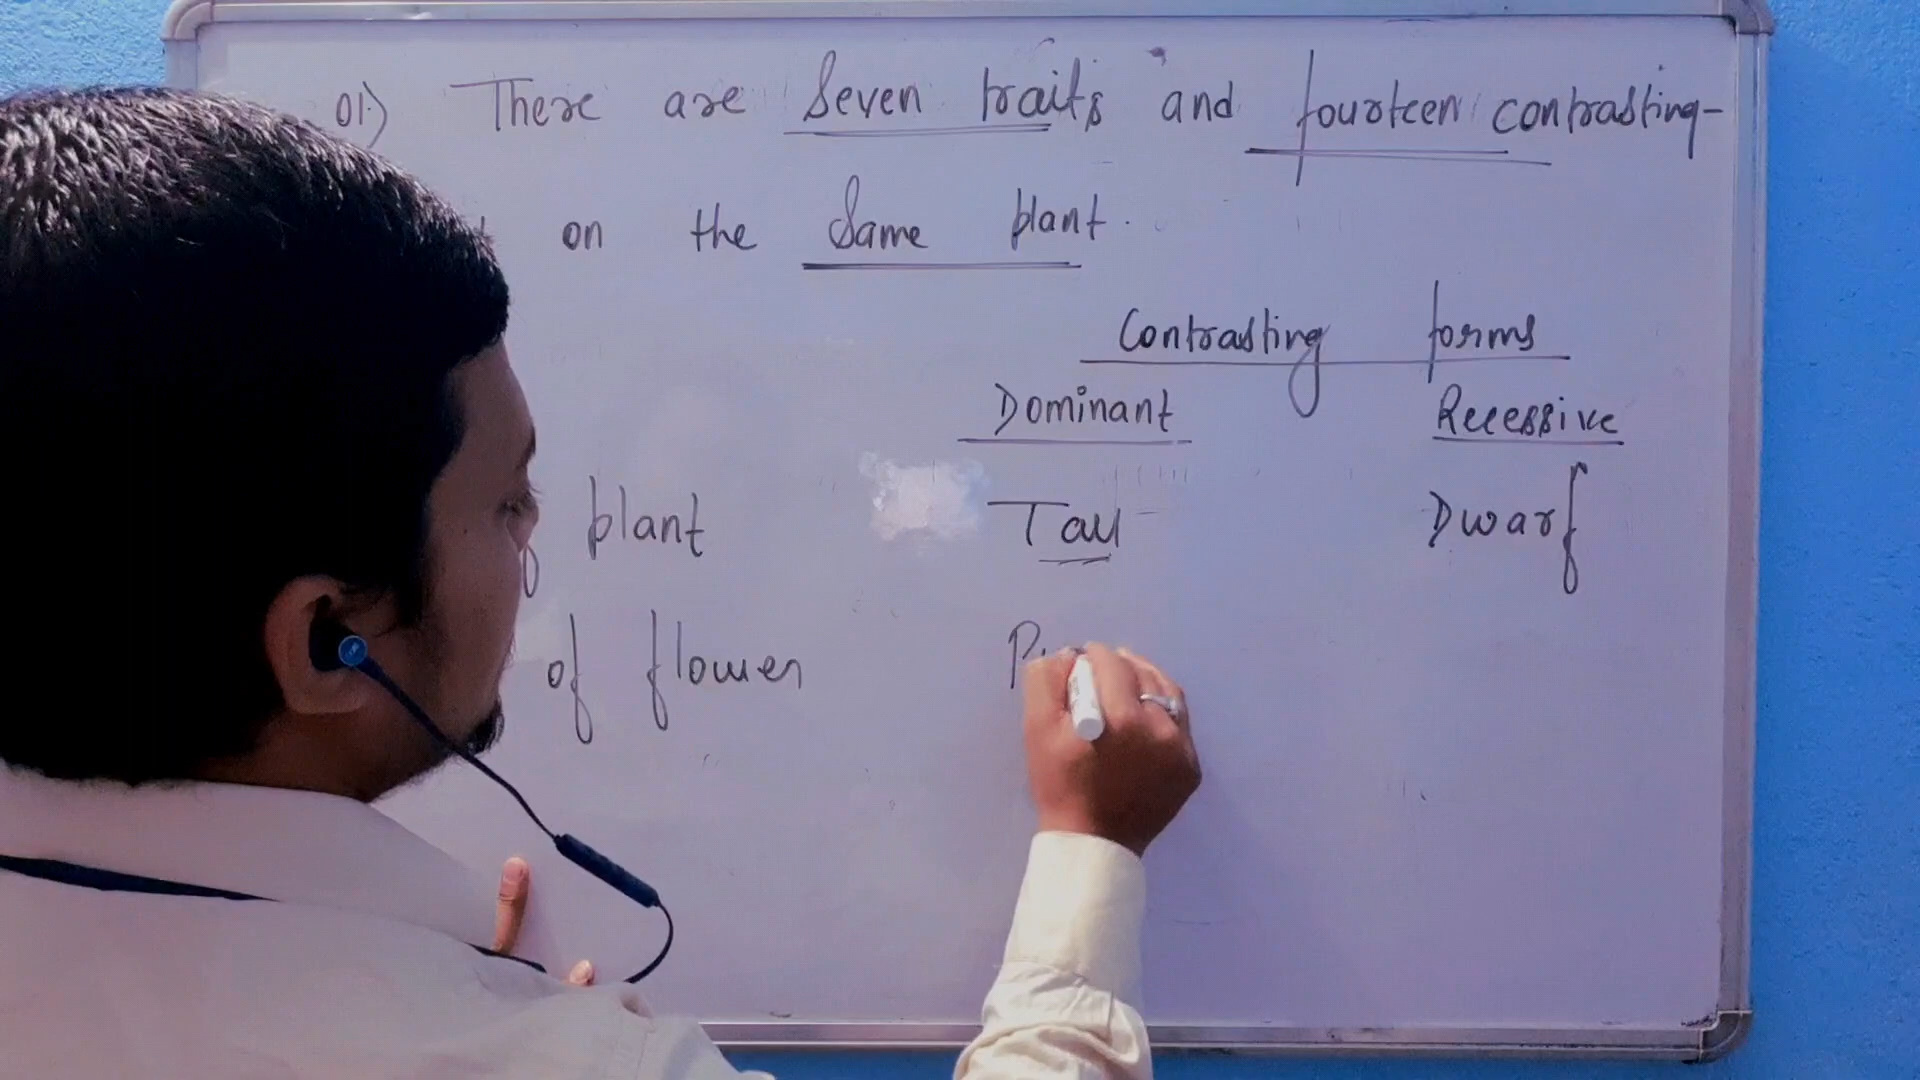 01.) There are Seven traits and fourteen contrasting-
on the Same plant.
Contrasting forms
Dominant Recessive
plant Tall Dwarf
of flower